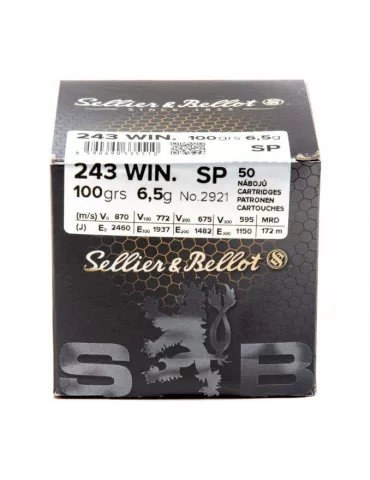 Sellier & Bellot
SINCE 1825
243 WIN. 100grs 6,5g
SP
243 WIN. SP 50
100grs 6,5g No.2921
NÁBOJŮ
CARTRIDGES
PATRONEN
CARTOUCHES
(m/s) V₀ 870 V₁₀₀ 772 V₂₀₀ 675 V₃₀₀ 595 MRD
(J) E₀ 2460 E₁₀₀ 1937 E₂₀₀ 1482 E₃₀₀ 1150 172 m
Sellier & Bellot
S B